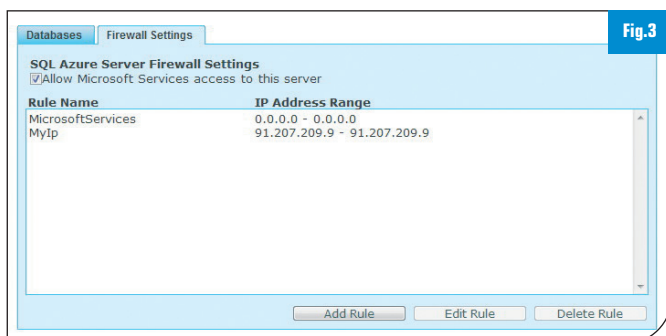 Fig.3
Databases Firewall Settings
SQL Azure Server Firewall Settings
Allow Microsoft Services access to this server
Rule Name IP Address Range
MicrosoftServices 0.0.0.0 - 0.0.0.0
MyIp 91.207.209.9 - 91.207.209.9
Add Rule Edit Rule Delete Rule